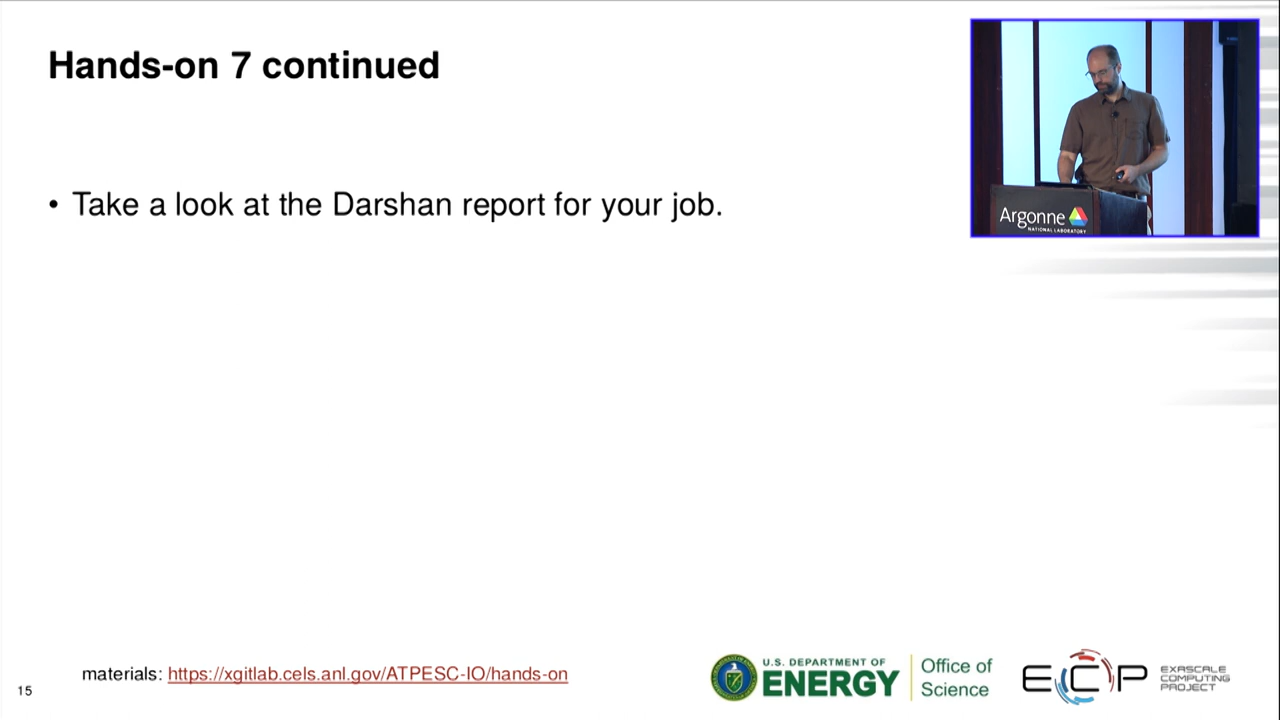 Hands-on 7 continued
• Take a look at the Darshan report for your job.
Argonne
NATIONAL LABORATORY
materials: https://xgitlab.cels.anl.gov/ATPESC-IO/hands-on
15
U.S. DEPARTMENT OF
ENERGY
Office of
Science
ECP
EXASCALE
COMPUTING
PROJECT